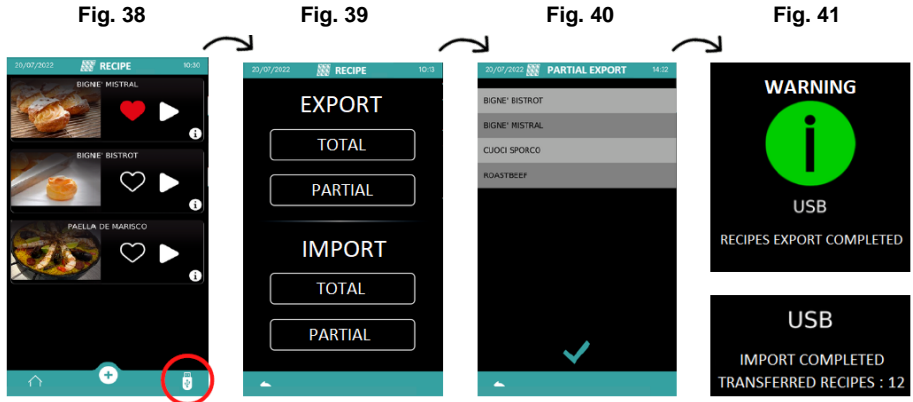 Fig. 38
Fig. 39
Fig. 40
Fig. 41
20/07/2022 RECIPE 10:30
BIGNE' MISTRAL
BIGNE' BISTROT
PAELLA DE MARISCO
20/07/2022 RECIPE 10:13
EXPORT
TOTAL
PARTIAL
IMPORT
TOTAL
PARTIAL
20/07/2022 PARTIAL EXPORT 14:22
BIGNE' BISTROT
BIGNE' MISTRAL
CUOCI SPORCO
ROASTBEEF
WARNING
i
USB
RECIPES EXPORT COMPLETED
USB
IMPORT COMPLETED
TRANSFERRED RECIPES : 12